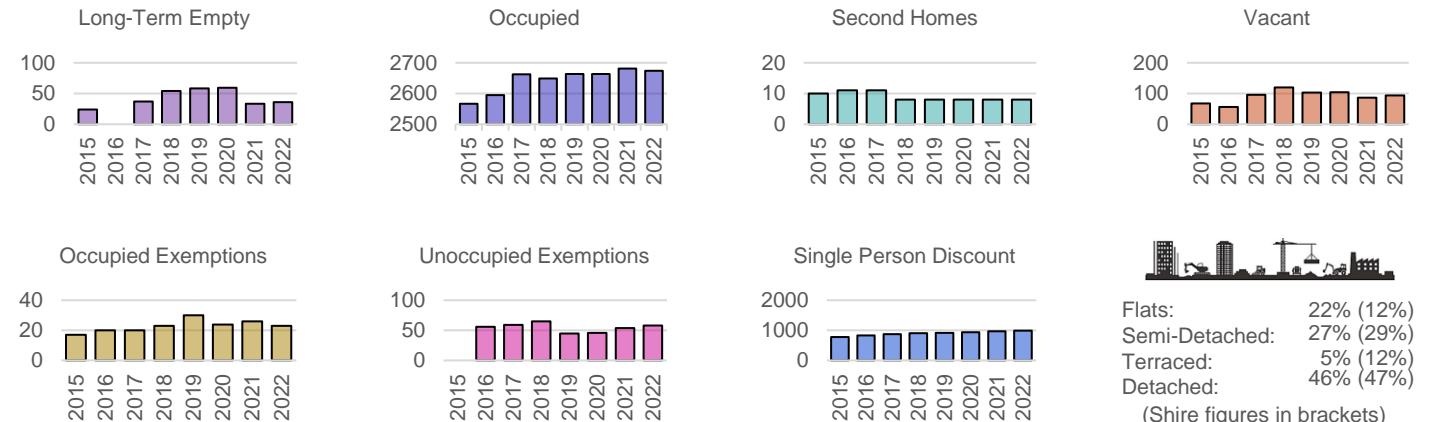 Long-Term Empty
100
50
0
2015 2016 2017 2018 2019 2020 2021 2022
Occupied
2700
2600
2500
2015 2016 2017 2018 2019 2020 2021 2022
Second Homes
20
10
0
2015 2016 2017 2018 2019 2020 2021 2022
Vacant
200
100
0
2015 2016 2017 2018 2019 2020 2021 2022
Occupied Exemptions
40
20
0
2015 2016 2017 2018 2019 2020 2021 2022
Unoccupied Exemptions
100
50
0
2015 2016 2017 2018 2019 2020 2021 2022
Single Person Discount
2000
1000
0
2015 2016 2017 2018 2019 2020 2021 2022
Flats: 22% (12%)
Semi-Detached: 27% (29%)
Terraced: 5% (12%)
Detached: 46% (47%)
(Shire figures in brackets)